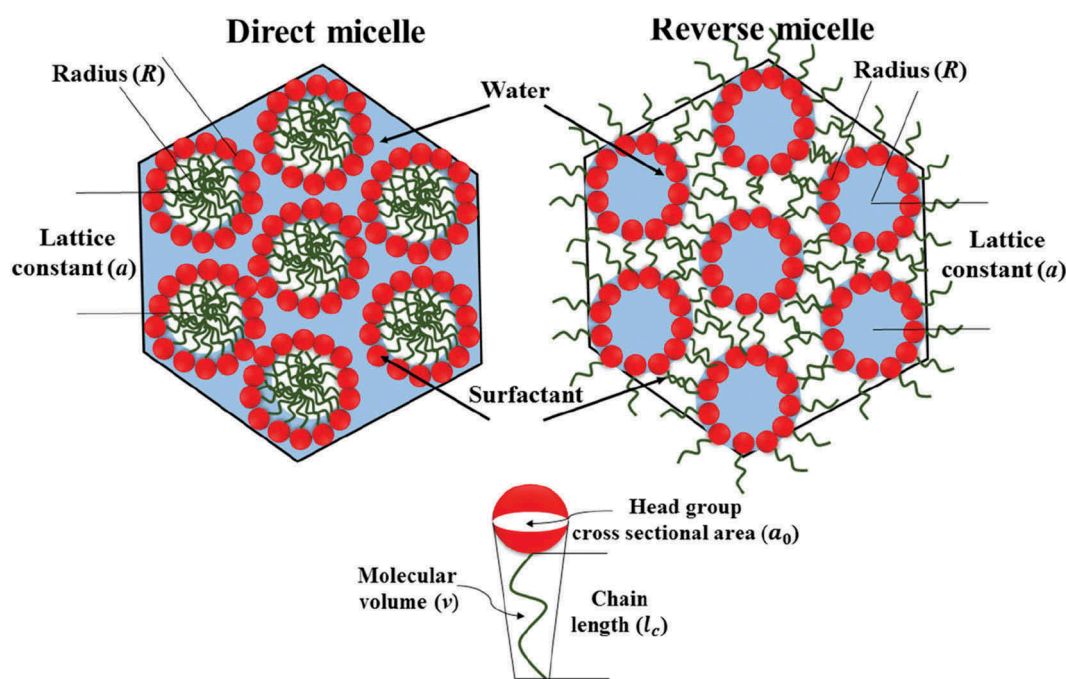 Direct micelle
Reverse micelle
Radius (R)
Water
Radius (R)
Lattice
constant (a)
Lattice
constant (a)
Surfactant
Head group
cross sectional area (a₀)
Molecular
volume (v)
Chain
length (l_c)